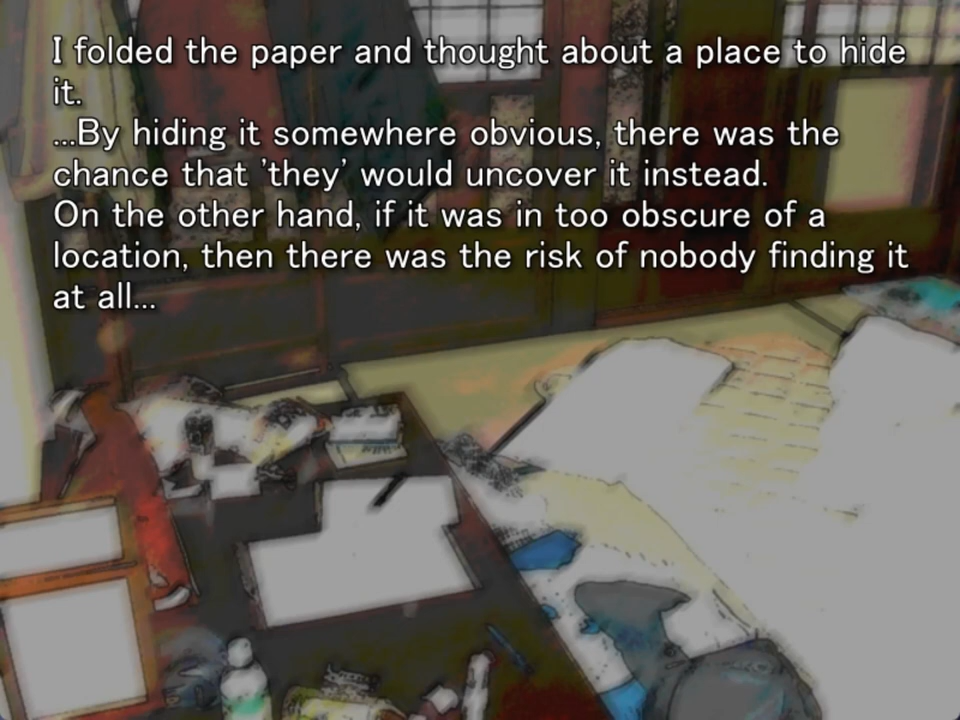 I folded the paper and thought about a place to hide
it.
...By hiding it somewhere obvious, there was the
chance that 'they' would uncover it instead.
On the other hand, if it was in too obscure of a
location, then there was the risk of nobody finding it
at all...